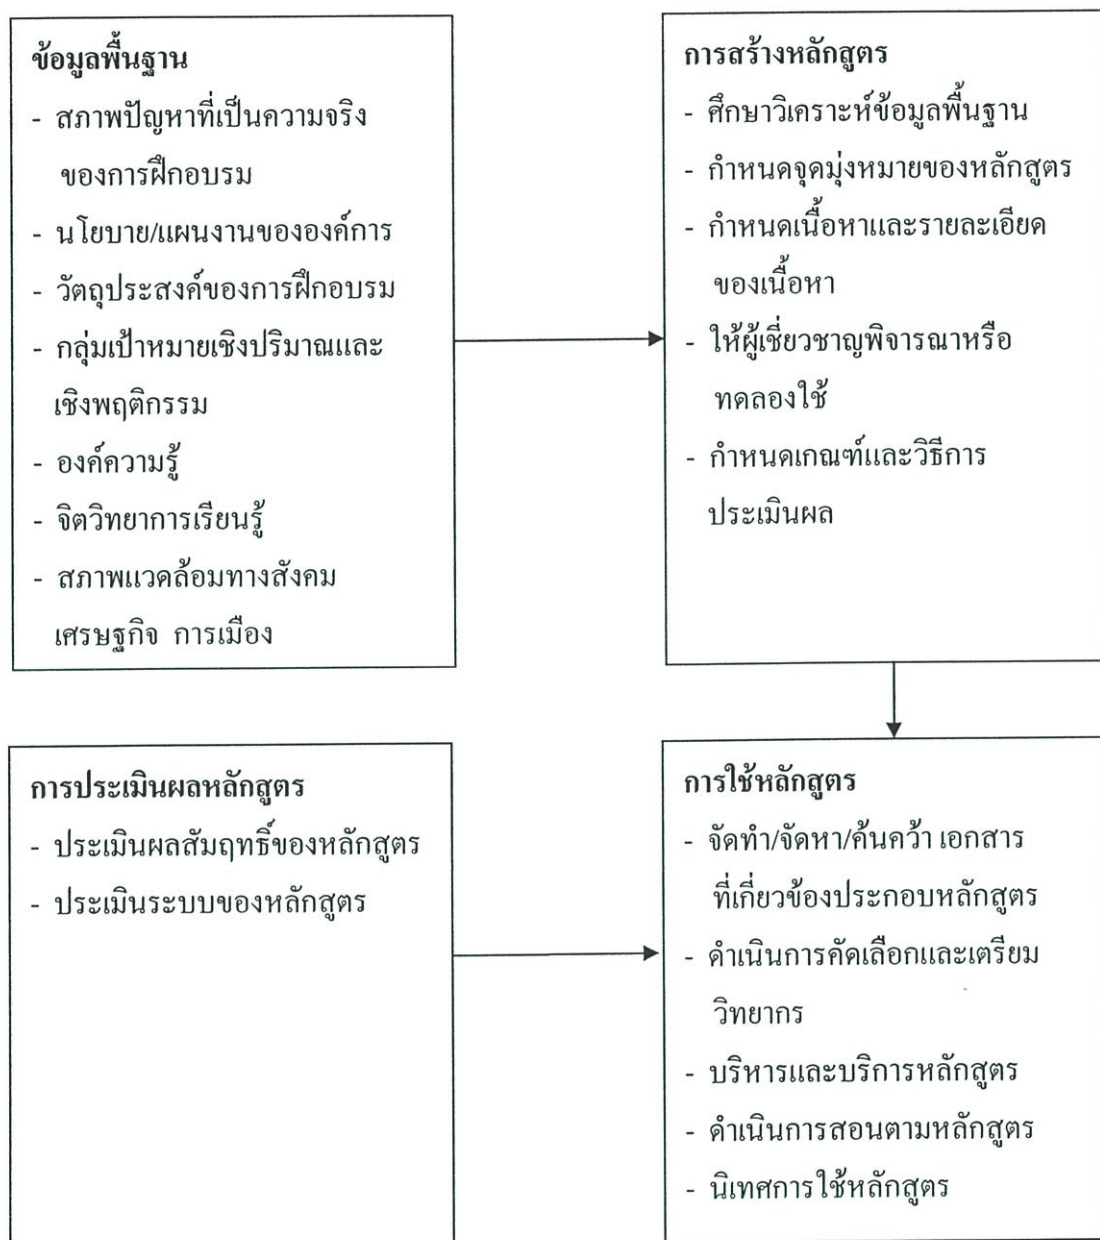 ข้อมูลพื้นฐาน
- สภาพปัญหาที่เป็นความจริง
ของการฝึกอบรม
- นโยบาย/แผนงานขององค์การ
- วัตถุประสงค์ของการฝึกอบรม
- กลุ่มเป้าหมายเชิงปริมาณและ
เชิงพฤติกรรม
- องค์ความรู้
- จิตวิทยาการเรียนรู้
- สภาพแวดล้อมทางสังคม
เศรษฐกิจ การเมือง
การสร้างหลักสูตร
- ศึกษาวิเคราะห์ข้อมูลพื้นฐาน
- กำหนดจุดมุ่งหมายของหลักสูตร
- กำหนดเนื้อหาและรายละเอียด
ของเนื้อหา
- ให้ผู้เชี่ยวชาญพิจารณาหรือ
ทดลองใช้
- กำหนดเกณฑ์และวิธีการ
ประเมินผล
การประเมินผลหลักสูตร
- ประเมินผลสัมฤทธิ์ของหลักสูตร
- ประเมินระบบของหลักสูตร
การใช้หลักสูตร
- จัดทำ/จัดหา/ค้นคว้า เอกสาร
ที่เกี่ยวข้องประกอบหลักสูตร
- ดำเนินการคัดเลือกและเตรียม
วิทยากร
- บริหารและบริการหลักสูตร
- ดำเนินการสอนตามหลักสูตร
- นิเทศการใช้หลักสูตร